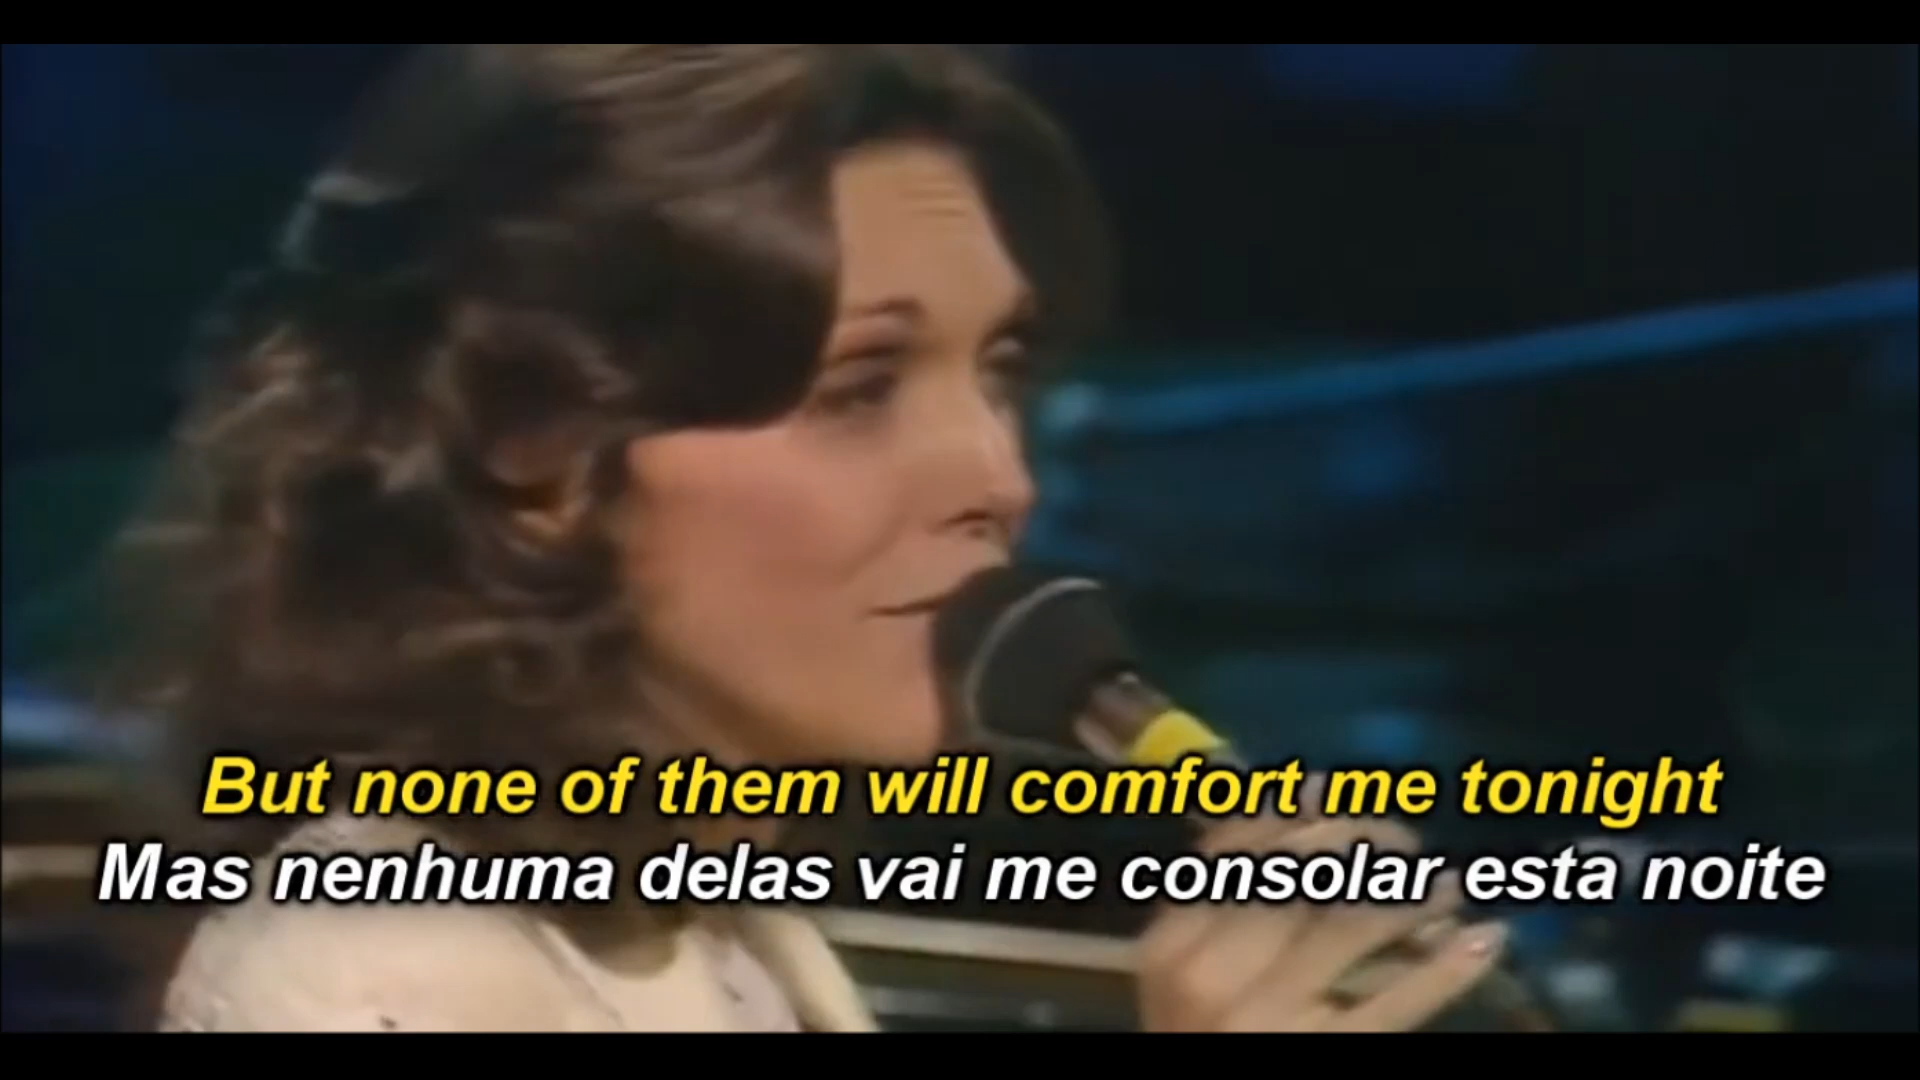 But none of them will comfort me tonight
Mas nenhuma delas vai me consolar esta noite